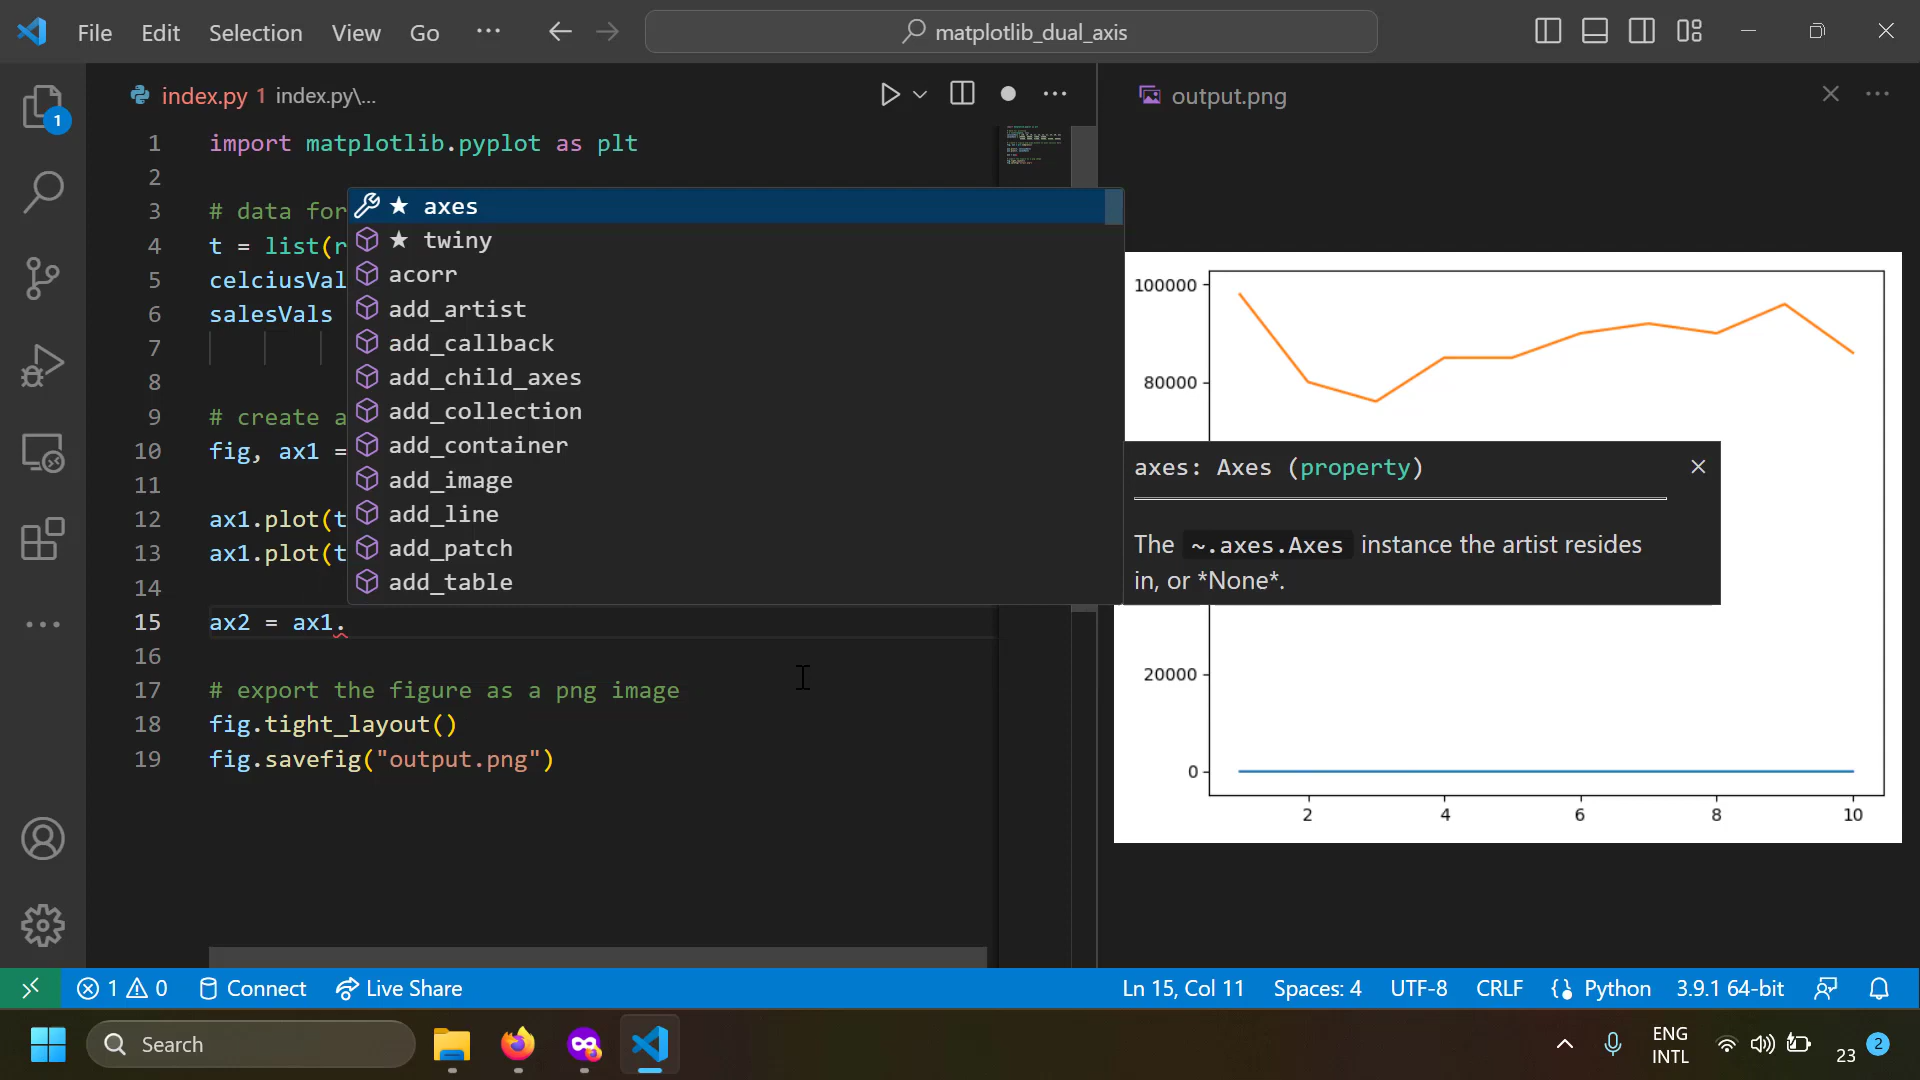 File Edit Selection View Go ···
matplotlib_dual_axis
index.py 1 index.py\...
output.png
1 import matplotlib.pyplot as plt
2
3 # data for
4 t = list(r
5 celciusVal
6 salesVals
7
8
9 # create a
10 fig, ax1 =
11
12 ax1.plot(t
13 ax1.plot(t
14
15 ax2 = ax1.
16
17 # export the figure as a png image
18 fig.tight_layout()
19 fig.savefig("output.png")
★ axes
★ twiny
acorr
add_artist
add_callback
add_child_axes
add_collection
add_container
add_image
add_line
add_patch
add_table
axes: Axes (property)
The ~.axes.Axes instance the artist resides
in, or *None*.
100000
80000
20000
0
2 4 6 8 10
1
1 0 Connect Live Share
Ln 15, Col 11 Spaces: 4 UTF-8 CRLF Python 3.9.1 64-bit
Search
ENG
INTL
23 2